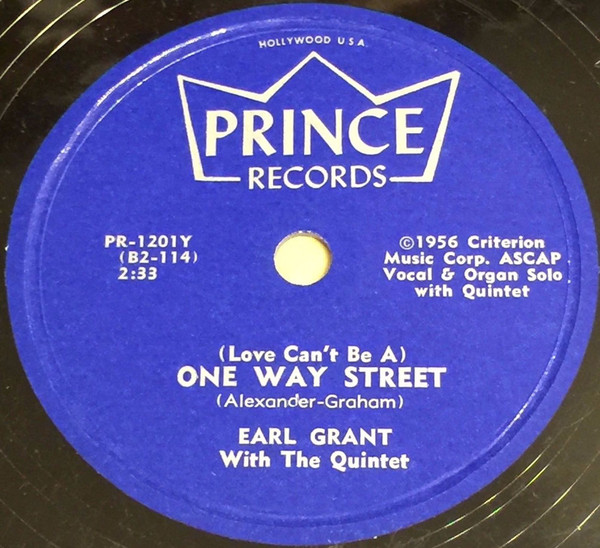 HOLLYWOOD U.S.A.
PRINCE
RECORDS
PR-1201Y
(B2-114)
2:33
©1956 Criterion
Music Corp. ASCAP
Vocal & Organ Solo
with Quintet
(Love Can't Be A)
ONE WAY STREET
(Alexander-Graham)
EARL GRANT
With The Quintet